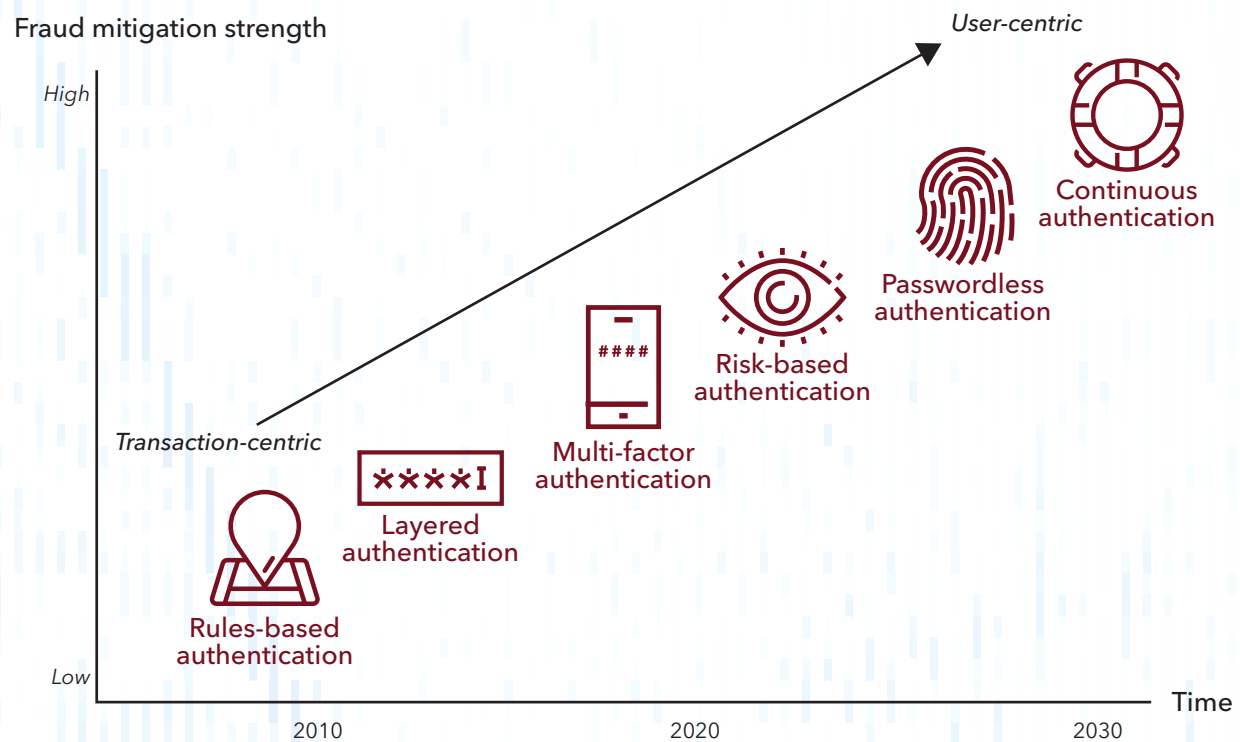 Fraud mitigation strength
User-centric
High
Continuous
authentication
Passwordless
authentication
####
Risk-based
authentication
Transaction-centric
Multi-factor
authentication
****I
Layered
authentication
Rules-based
authentication
Low
Time
2010
2020
2030